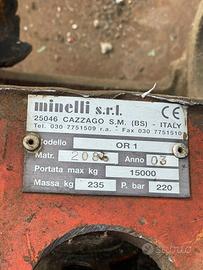 minelli s.r.l.
CE
25046 CAZZAGO S.M. (BS) - ITALY
Tel. 030 7751509 r.a. - Fax 030 7751510
Modello OR 1
Matr. 2085 Anno 03
Portata max kg 15000
Massa kg 235 P. bar 220
subito